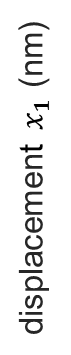 displacement x₁ (nm)